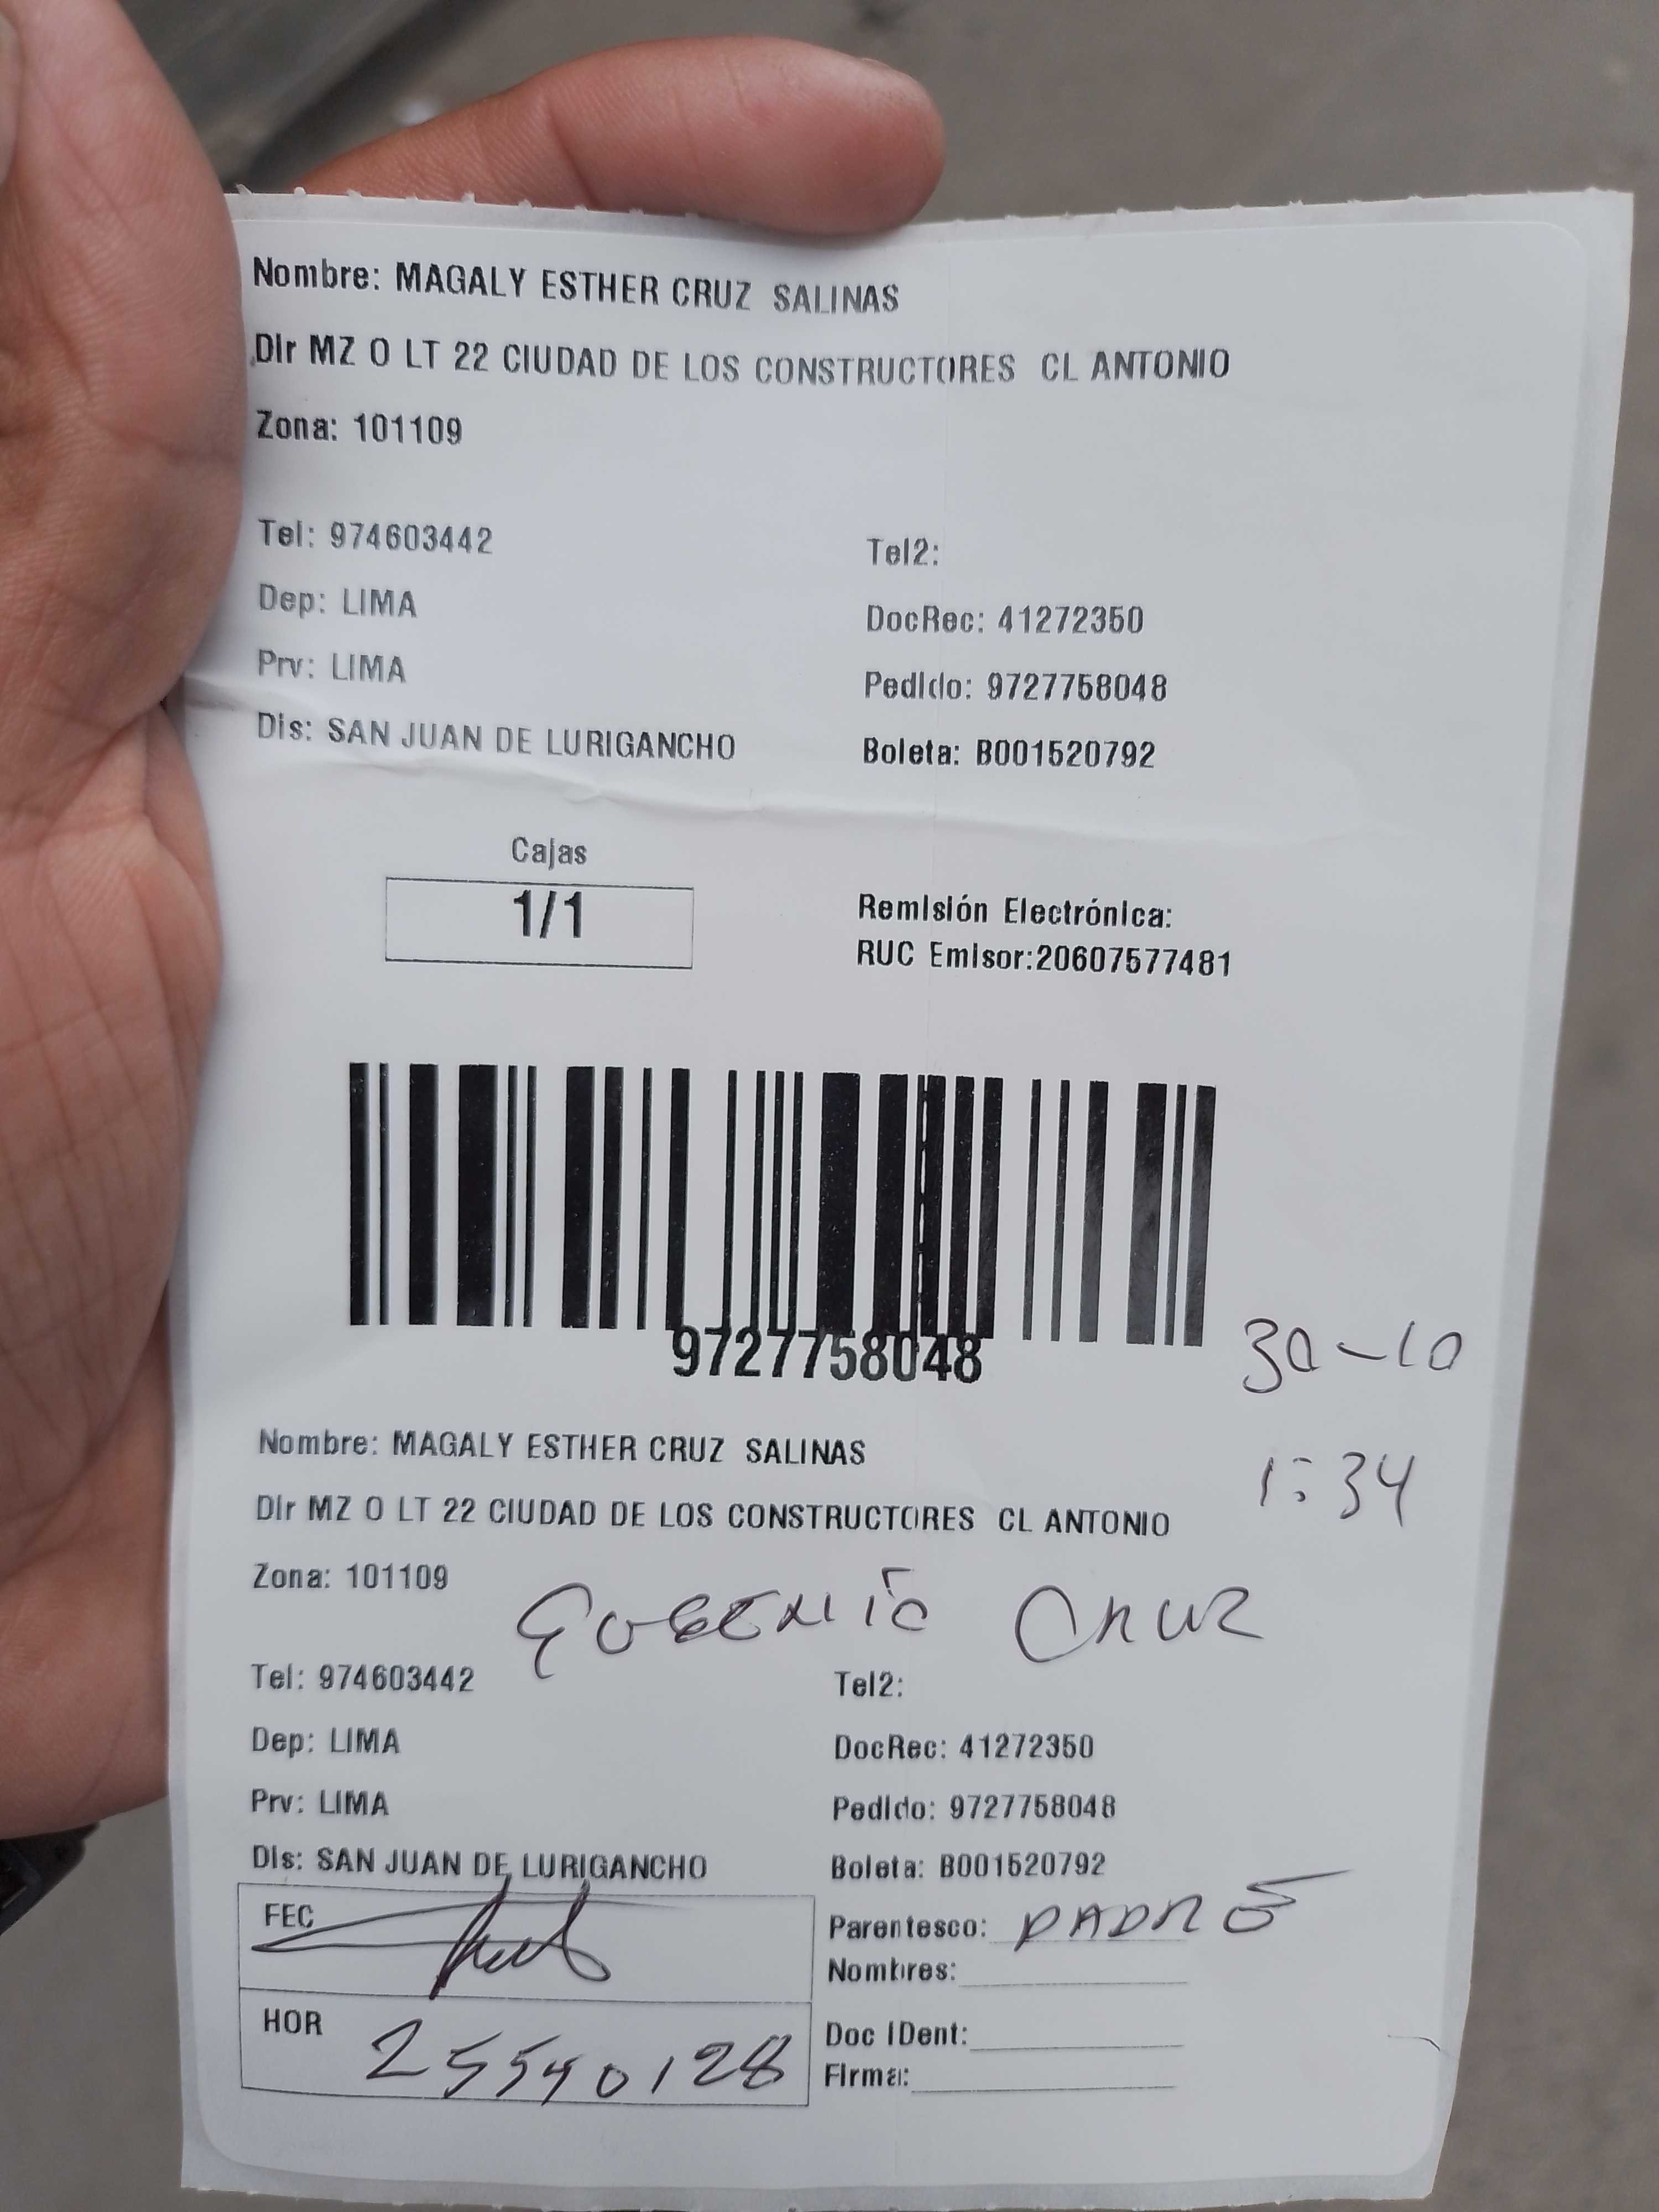 Nombre: MAGALY ESTHER CRUZ SALINAS
Dir MZ O LT 22 CIUDAD DE LOS CONSTRUCTORES CL ANTONIO
Zona: 101109
Tel: 974603442 Tel2:
Dep: LIMA DocRec: 41272350
Prv: LIMA Pedido: 9727758048
Dis: SAN JUAN DE LURIGANCHO Boleta: B001520792
Cajas
1/1
Remisión Electrónica:
RUC Emisor:20607577481
9727758048
30-10
1:34
Nombre: MAGALY ESTHER CRUZ SALINAS
Dir MZ O LT 22 CIUDAD DE LOS CONSTRUCTORES CL ANTONIO
Zona: 101109
EUGENIO CRUZ
Tel: 974603442 Tel2:
Dep: LIMA DocRec: 41272350
Prv: LIMA Pedido: 9727758048
Dis: SAN JUAN DE LURIGANCHO Boleta: B001520792
FEC Parentesco: PADRE
Nombres:
HOR 25540128 Doc IDent:
Firma: